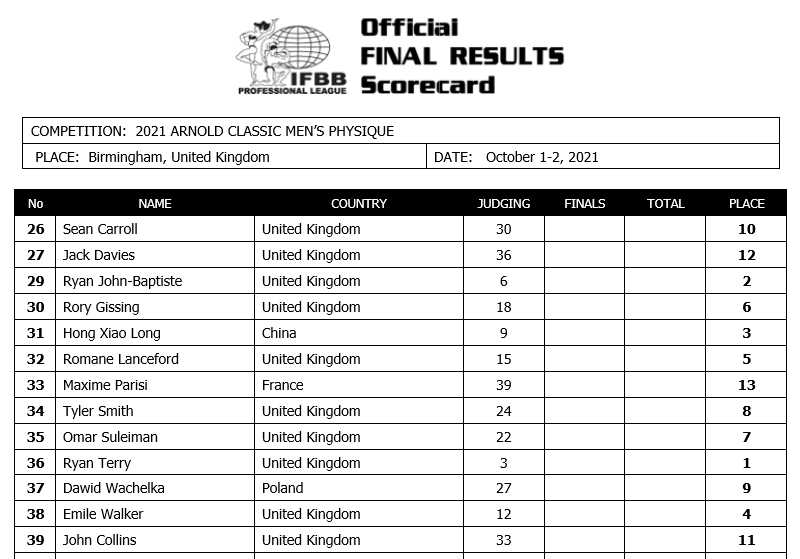 Official
FINAL RESULTS
Scorecard
IFBB
PROFESSIONAL LEAGUE
COMPETITION: 2021 ARNOLD CLASSIC MEN'S PHYSIQUE
PLACE: Birmingham, United Kingdom DATE: October 1-2, 2021
No NAME COUNTRY JUDGING FINALS TOTAL PLACE
26 Sean Carroll United Kingdom 30 10
27 Jack Davies United Kingdom 36 12
29 Ryan John-Baptiste United Kingdom 6 2
30 Rory Gissing United Kingdom 18 6
31 Hong Xiao Long China 9 3
32 Romane Lanceford United Kingdom 15 5
33 Maxime Parisi France 39 13
34 Tyler Smith United Kingdom 24 8
35 Omar Suleiman United Kingdom 22 7
36 Ryan Terry United Kingdom 3 1
37 Dawid Wachelka Poland 27 9
38 Emile Walker United Kingdom 12 4
39 John Collins United Kingdom 33 11